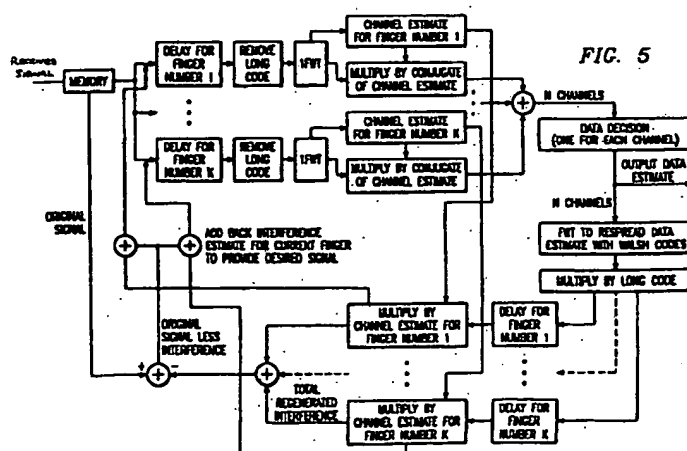 FIG. 5
Received
Signal
MEMORY
DELAY FOR
FINGER
NUMBER 1
REMOVE
LONG
CODE
CHANNEL ESTIMATE
FOR FINGER NUMBER 1
MULTIPLY BY CONJUGATE
OF CHANNEL ESTIMATE
DELAY FOR
FINGER
NUMBER K
REMOVE
LONG
CODE
CHANNEL ESTIMATE
FOR FINGER NUMBER K
MULTIPLY BY CONJUGATE
OF CHANNEL ESTIMATE
N CHANNELS
DATA DECISION
(ONE FOR EACH CHANNEL)
OUTPUT DATA
ESTIMATE
N CHANNELS
FWT TO RESPREAD DATA
ESTIMATE WITH WALSH CODES
MULTIPLY BY LONG CODE
ORIGINAL
SIGNAL
ADD BACK INTERFERENCE
ESTIMATE FOR CURRENT FINGER
TO PROVIDE DESIRED SIGNAL
ORIGINAL
SIGNAL LESS
INTERFERENCE
MULTIPLY BY
CHANNEL ESTIMATE FOR
FINGER NUMBER 1
DELAY FOR
FINGER
NUMBER 1
TOTAL
REGENERATED
INTERFERENCE
MULTIPLY BY
CHANNEL ESTIMATE FOR
FINGER NUMBER K
DELAY FOR
FINGER
NUMBER K